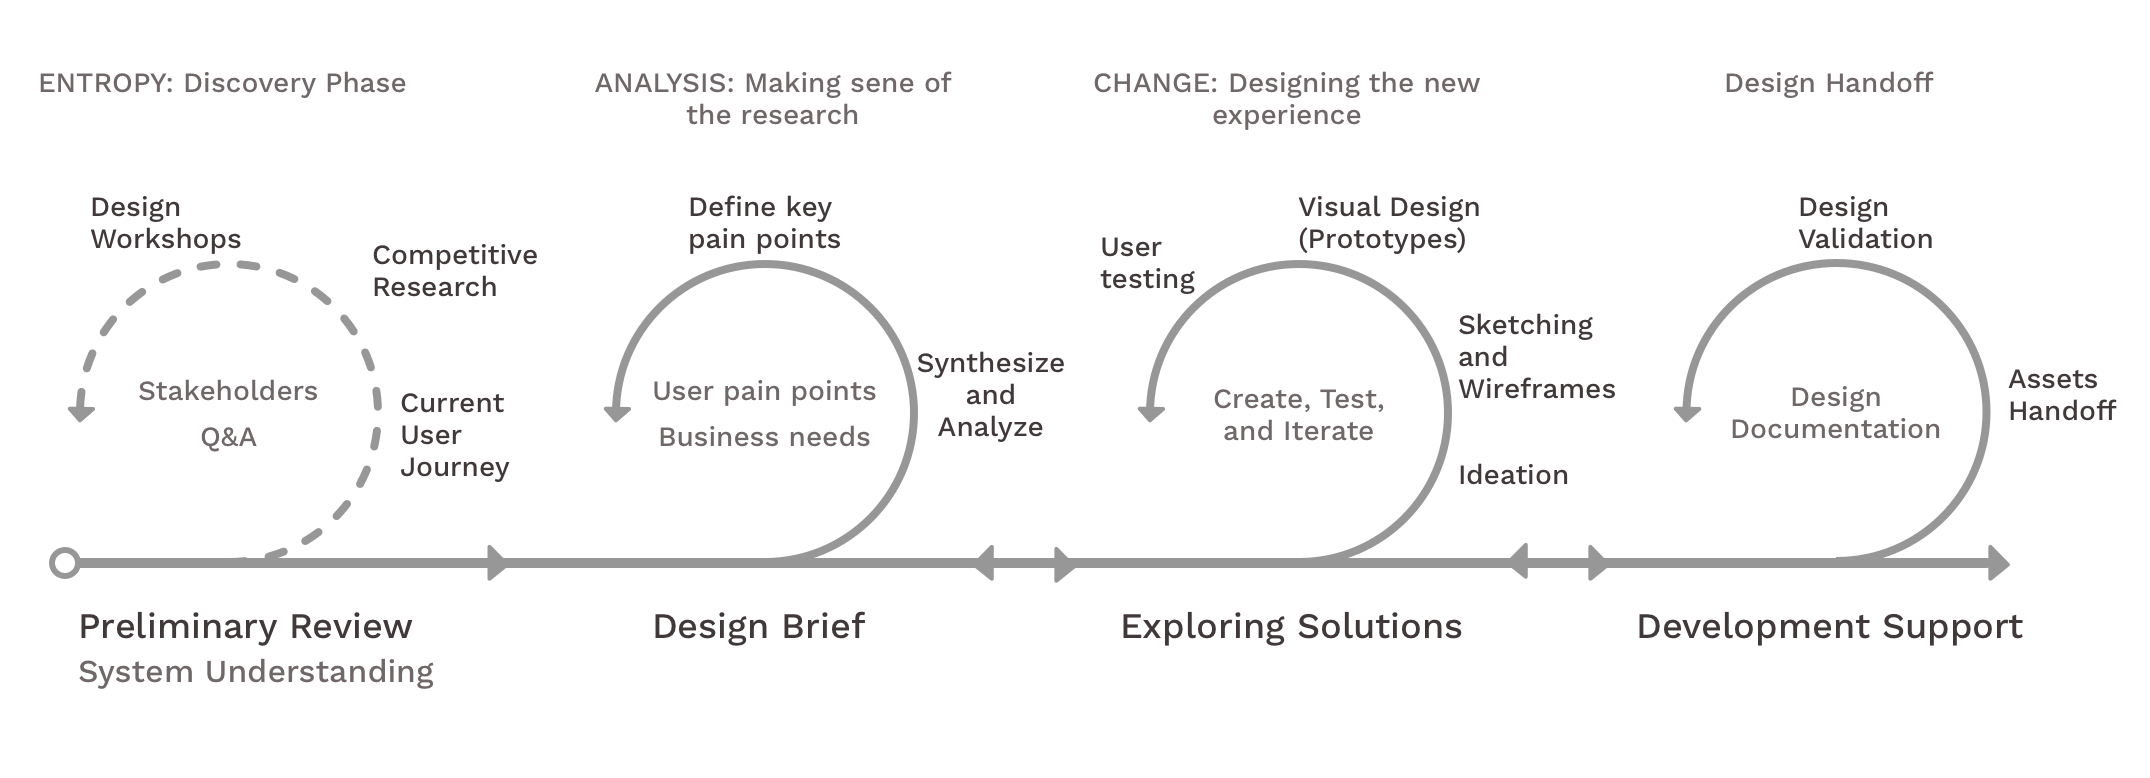 ENTROPY: Discovery Phase
ANALYSIS: Making sene of
the research
CHANGE: Designing the new
experience
Design Handoff
Design
Workshops
Competitive
Research
Current
User
Journey
Stakeholders
Q&A
Define key
pain points
Synthesize
and
Analyze
User pain points
Business needs
User
testing
Visual Design
(Prototypes)
Sketching
and
Wireframes
Ideation
Create, Test,
and Iterate
Design
Validation
Assets
Handoff
Design
Documentation
Preliminary Review
System Understanding
Design Brief
Exploring Solutions
Development Support